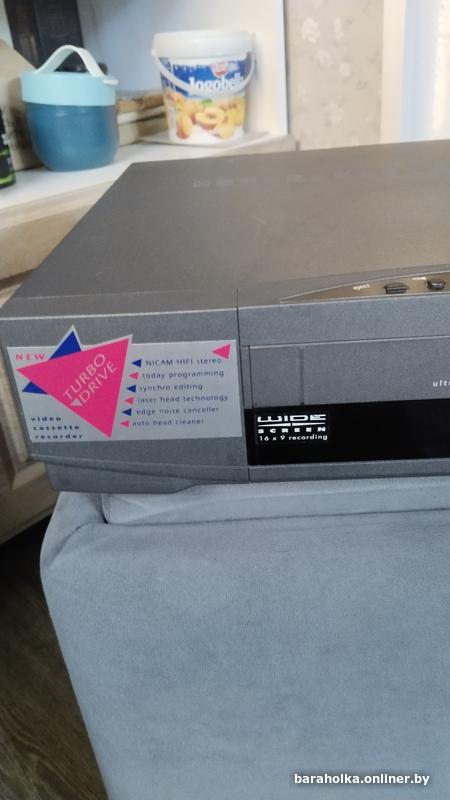 Jogobella
eject
NEW
TURBO
DRIVE
video
cassette
recorder
NICAM HIFI stereo
today programming
synchro editing
laser head technology
edge noise canceller
auto head cleaner
WIDE
SCREEN
16 x 9 recording
baraholka.onliner.by